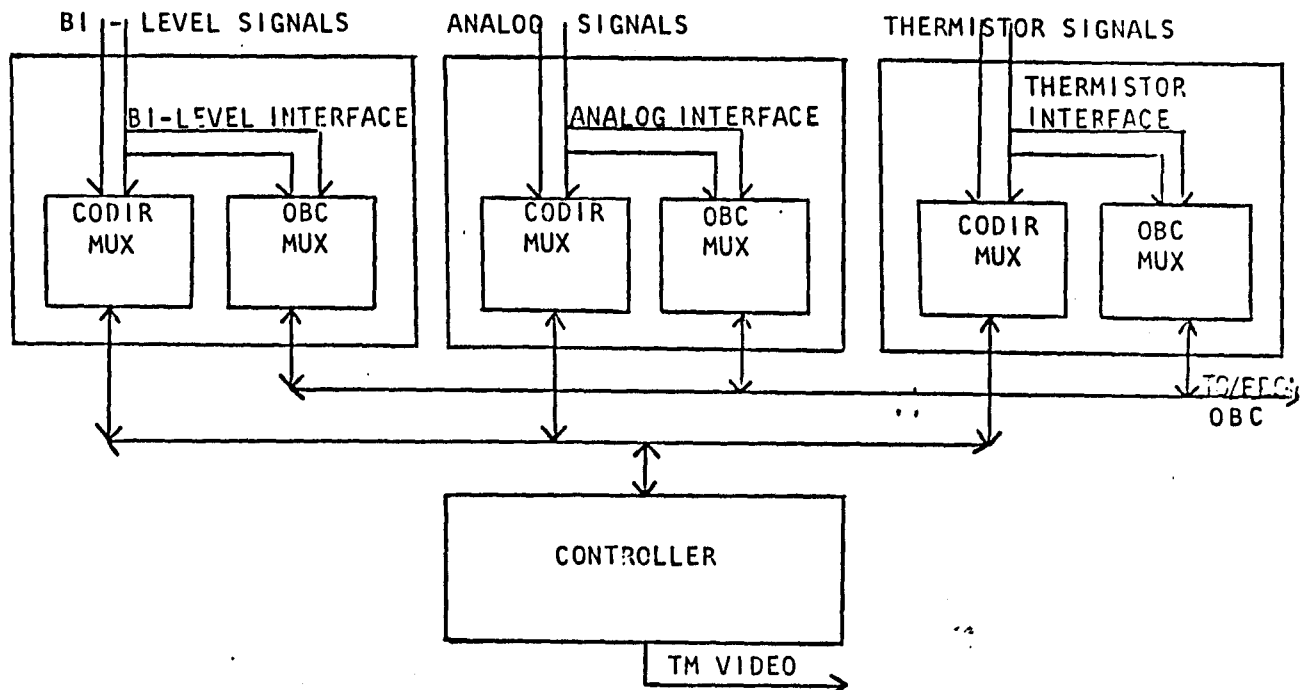 BI - LEVEL SIGNALS
ANALOG SIGNALS
THERMISTOR SIGNALS
BI-LEVEL INTERFACE
ANALOG INTERFACE
THERMISTOR
INTERFACE
CODIR
MUX
OBC
MUX
CODIR
MUX
OBC
MUX
CODIR
MUX
OBC
MUX
OBC
CONTROLLER
TM VIDEO